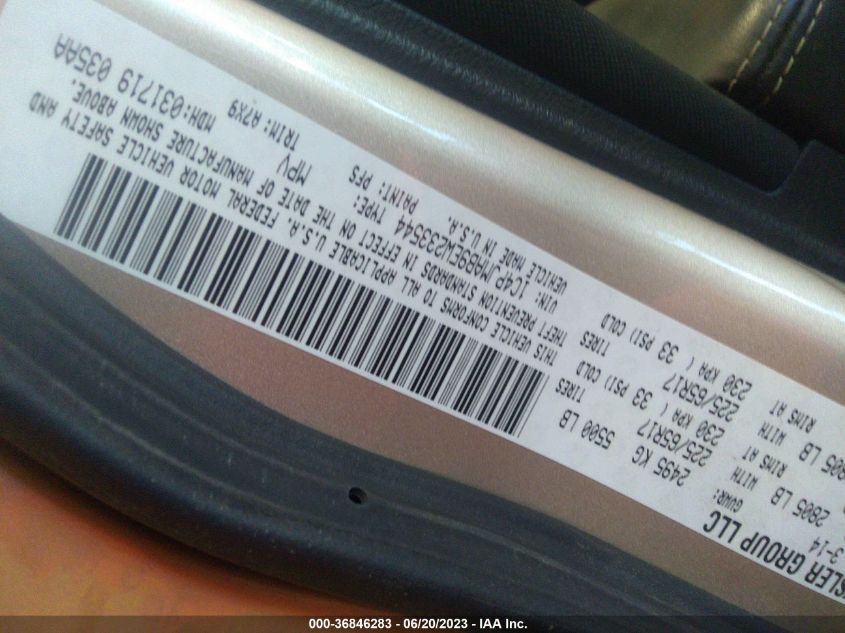 SLER GROUP LLC
3-14
GVWR:
2495 KG
5500 LB
2805 LB WITH 225/65R17 TIRES
RIMS AT 230 KPA ( 33 PSI) COLD
805 LB WITH 225/65R17 TIRES
RIMS AT 230 KPA ( 33 PSI) COLD
THIS VEHICLE CONFORMS TO ALL APPLICABLE U.S.A. FEDERAL MOTOR VEHICLE SAFETY AND
THEFT PREVENTION STANDARDS IN EFFECT ON THE DATE OF MANUFACTURE SHOWN ABOVE.
VIN: TYPE: MPV MDH:031719 035AA
VEHICLE MADE IN U.S.A. PAINT: PFS TRIM: A7X9
000-36846283 - 06/20/2023 - IAA Inc.